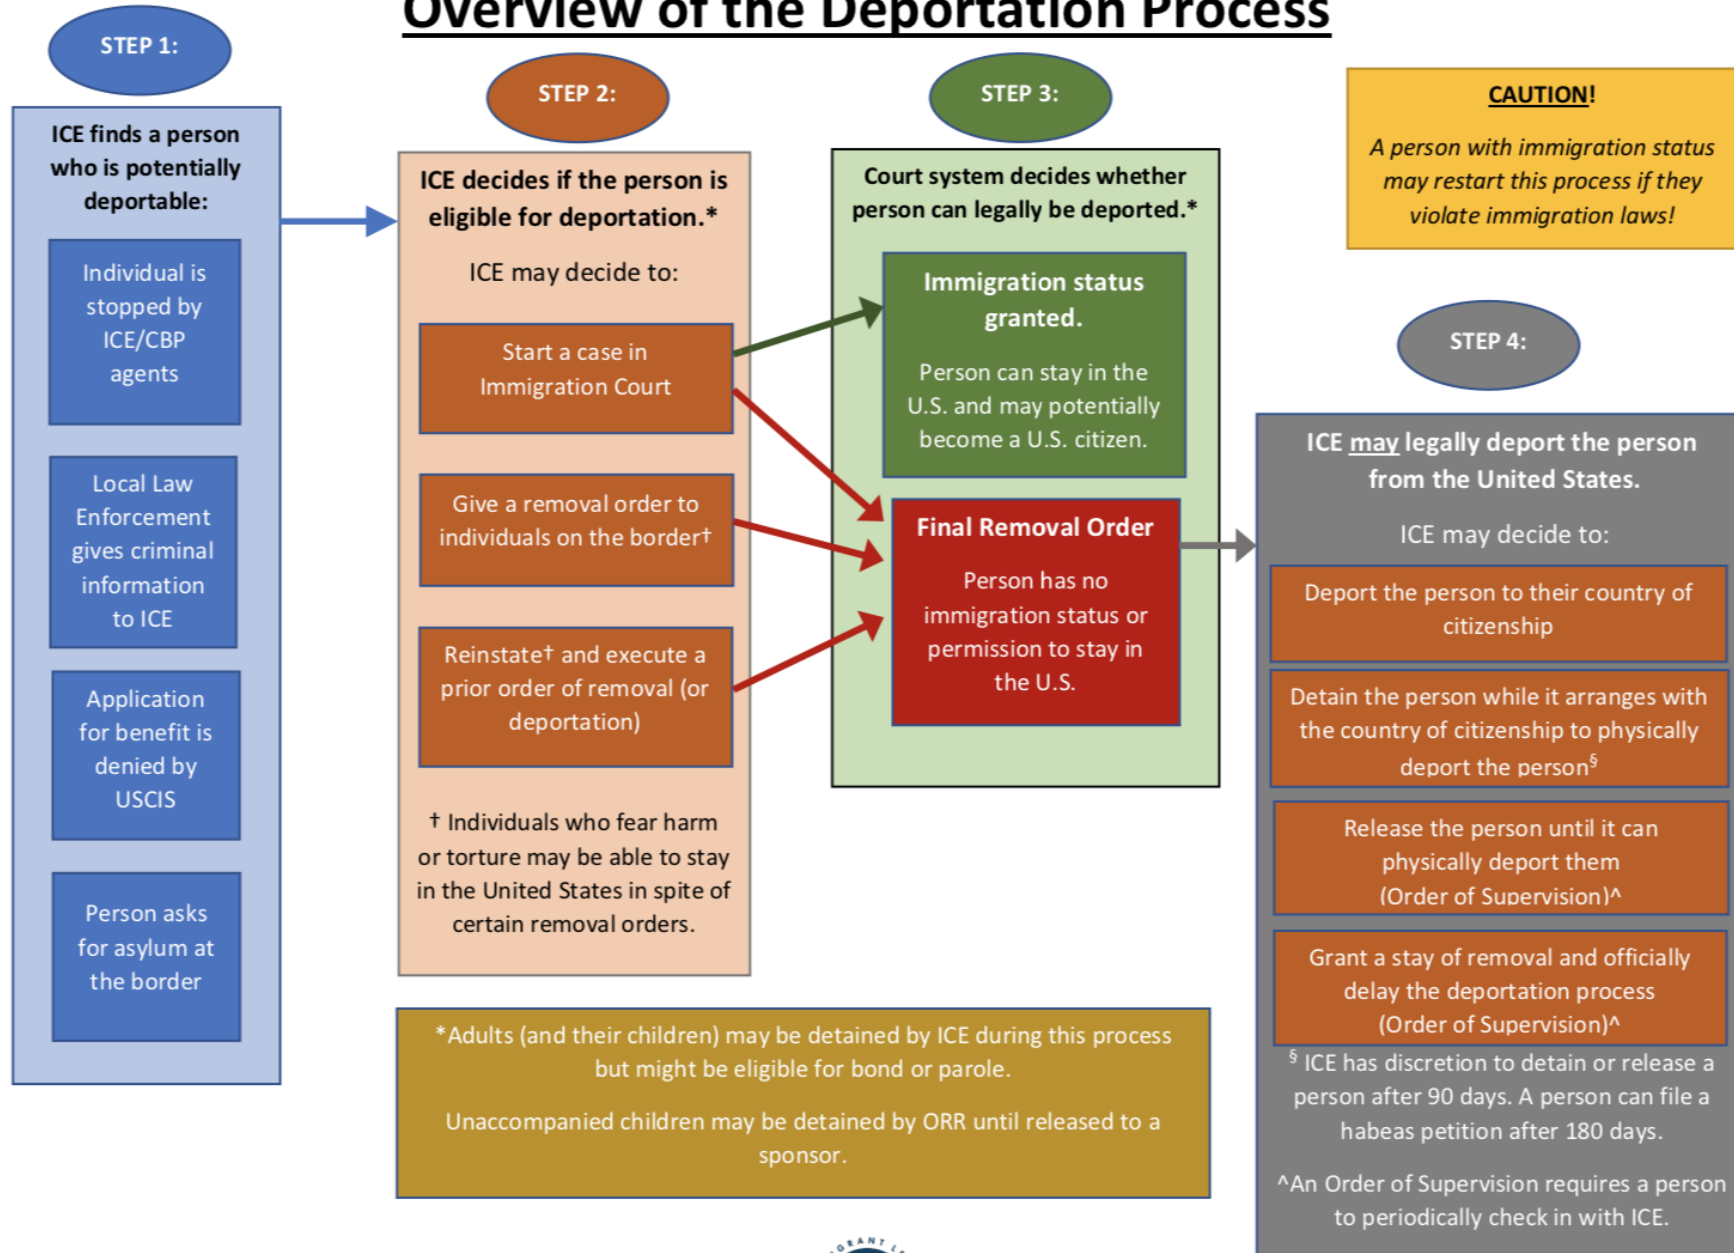 Overview of the Deportation Process
STEP 1:
ICE finds a person
who is potentially
deportable:
Individual is
stopped by
ICE/CBP
agents
Local Law
Enforcement
gives criminal
information
to ICE
Application
for benefit is
denied by
USCIS
Person asks
for asylum at
the border
STEP 2:
ICE decides if the person is
eligible for deportation.*
ICE may decide to:
Start a case in
Immigration Court
Give a removal order to
individuals on the border†
Reinstate† and execute a
prior order of removal (or
deportation)
† Individuals who fear harm
or torture may be able to stay
in the United States in spite of
certain removal orders.
STEP 3:
Court system decides whether
person can legally be deported.*
Immigration status
granted.
Person can stay in the
U.S. and may potentially
become a U.S. citizen.
Final Removal Order
Person has no
immigration status or
permission to stay in
the U.S.
CAUTION!
A person with immigration status
may restart this process if they
violate immigration laws!
STEP 4:
ICE may legally deport the person
from the United States.
ICE may decide to:
Deport the person to their country of
citizenship
Detain the person while it arranges with
the country of citizenship to physically
deport the person§
Release the person until it can
physically deport them
(Order of Supervision)^
Grant a stay of removal and officially
delay the deportation process
(Order of Supervision)^
§ ICE has discretion to detain or release a
person after 90 days. A person can file a
habeas petition after 180 days.
^An Order of Supervision requires a person
to periodically check in with ICE.
*Adults (and their children) may be detained by ICE during this process
but might be eligible for bond or parole.
Unaccompanied children may be detained by ORR until released to a
sponsor.